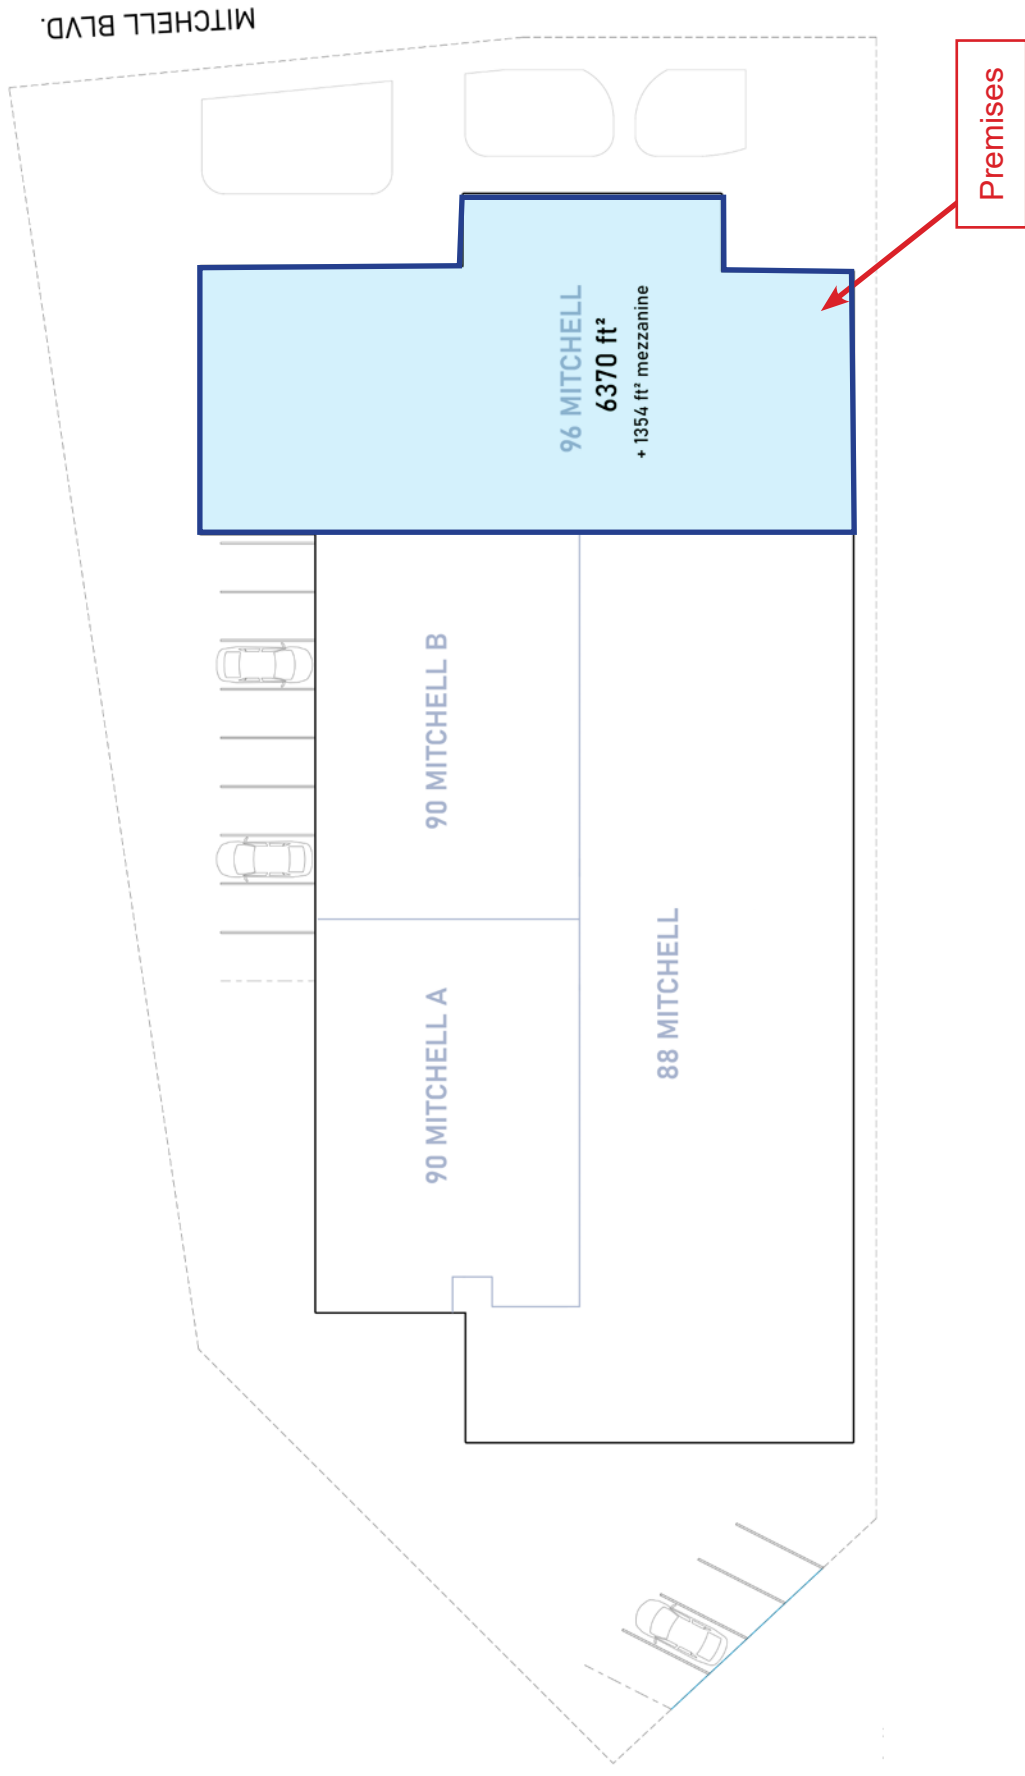 MITCHELL BLVD.
Premises
96 MITCHELL
6370 ft²
+ 1354 ft² mezzanine
90 MITCHELL B
90 MITCHELL A
88 MITCHELL